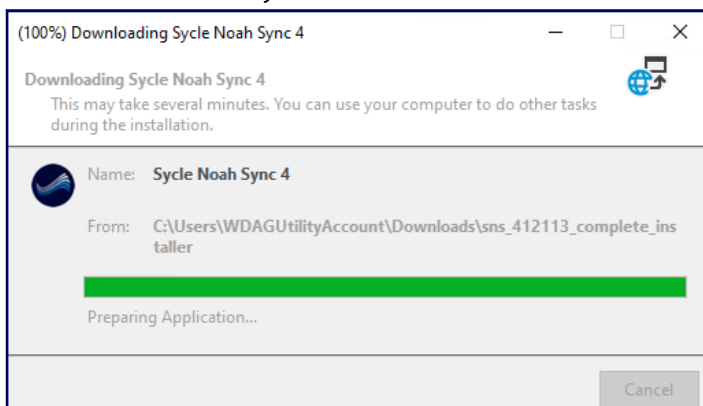 (100%) Downloading Sycle Noah Sync 4
Downloading Sycle Noah Sync 4
This may take several minutes. You can use your computer to do other tasks
during the installation.
Name: Sycle Noah Sync 4
From: C:\Users\WDAGUtilityAccount\Downloads\sns_412113_complete_ins
taller
Preparing Application...
Cancel